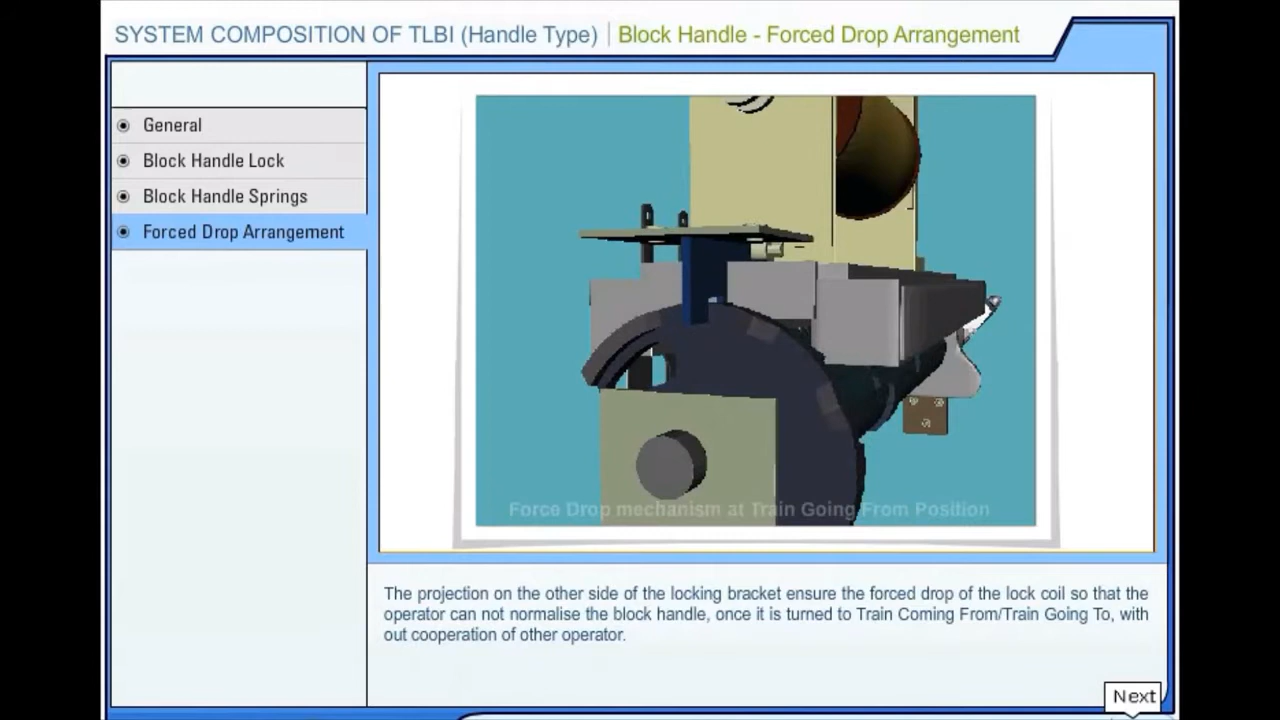 SYSTEM COMPOSITION OF TLBI (Handle Type) | Block Handle - Forced Drop Arrangement
General
Block Handle Lock
Block Handle Springs
Forced Drop Arrangement
Force Drop mechanism at Train Going From Position
The projection on the other side of the locking bracket ensure the forced drop of the lock coil so that the
operator can not normalise the block handle, once it is turned to Train Coming From/Train Going To, with
out cooperation of other operator.
Next